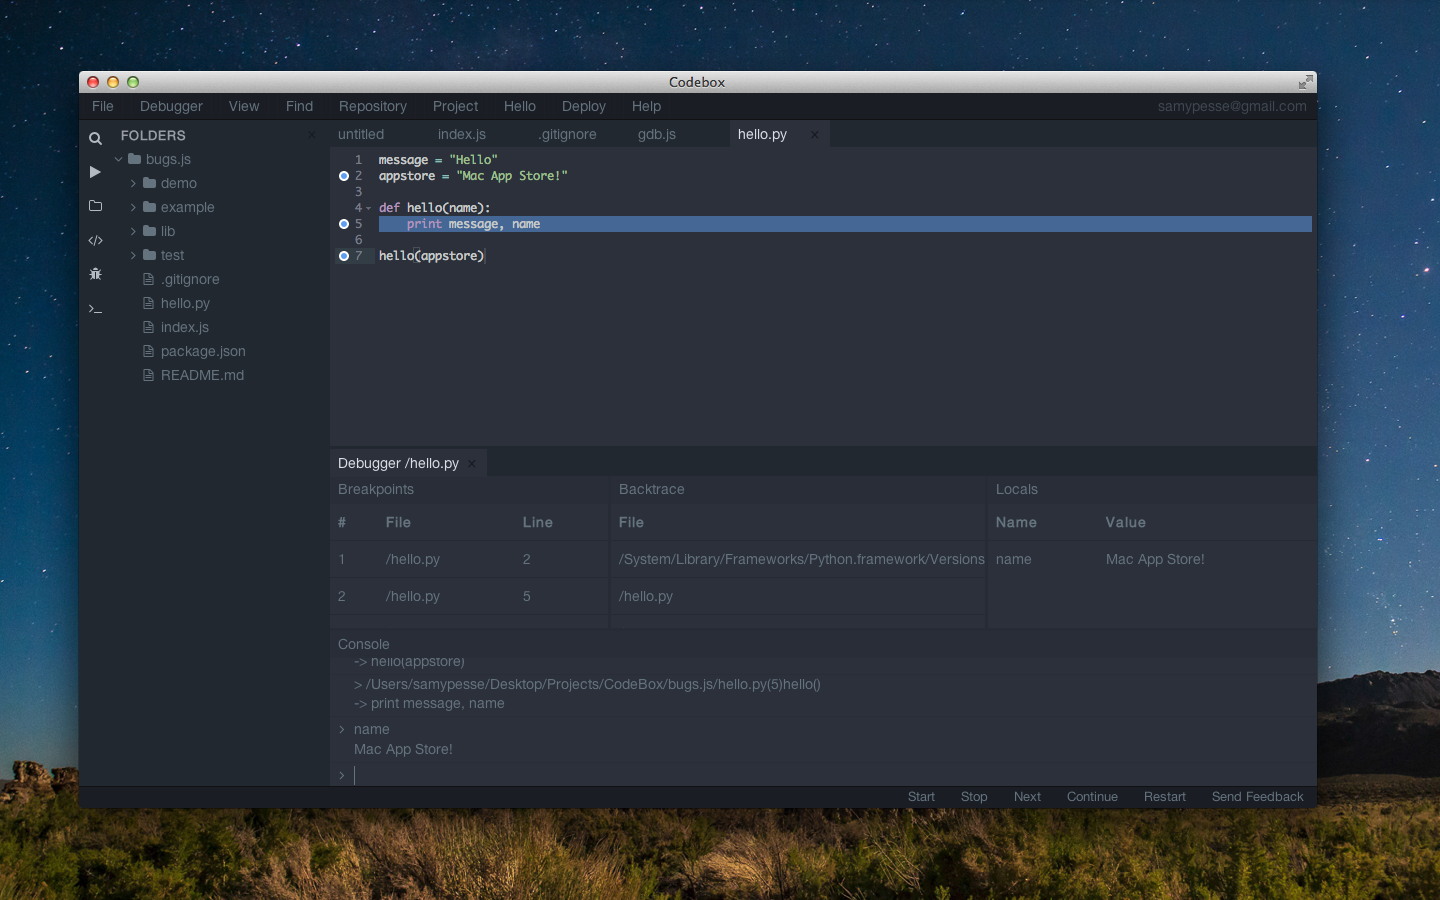 Codebox
File Debugger View Find Repository Project Hello Deploy Help samypesse@gmail.com
FOLDERS
bugs.js
demo
example
lib
test
.gitignore
hello.py
index.js
package.json
README.md
untitled index.js .gitignore gdb.js hello.py
1 message = "Hello"
2 appstore = "Mac App Store!"
3
4 def hello(name):
5 print message, name
6
7 hello(appstore)
Debugger /hello.py
Breakpoints
# File Line
1 /hello.py 2
2 /hello.py 5
Backtrace
File
/System/Library/Frameworks/Python.framework/Versions
/hello.py
Locals
Name Value
name Mac App Store!
Console
-> hello(appstore)
> /Users/samypesse/Desktop/Projects/CodeBox/bugs.js/hello.py(5)hello()
-> print message, name
> name
Mac App Store!
>
Start Stop Next Continue Restart Send Feedback